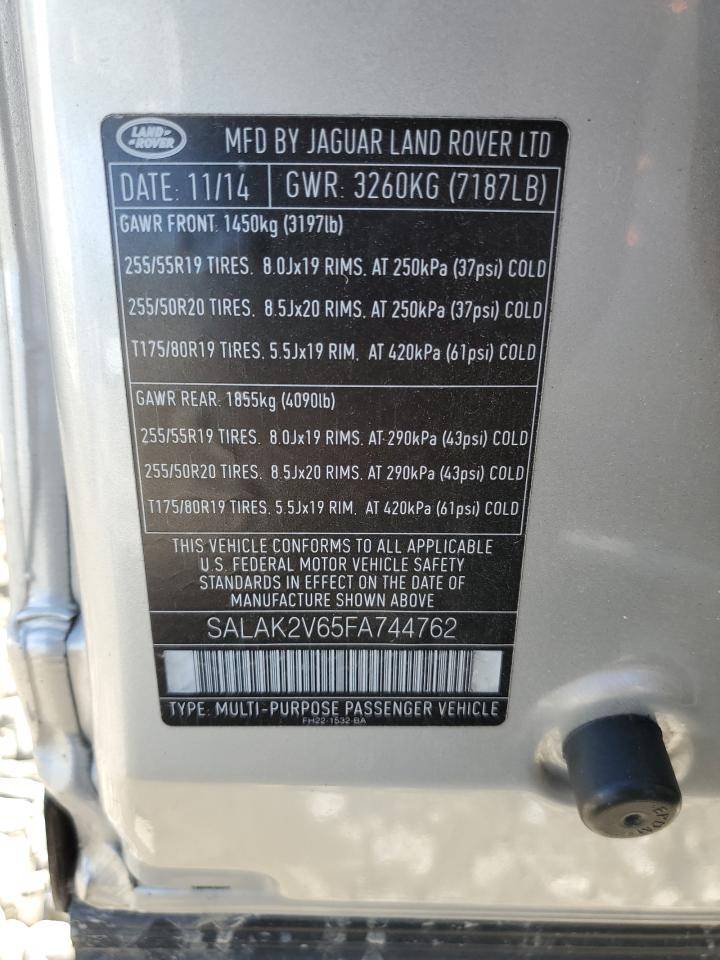 LAND ROVER
MFD BY JAGUAR LAND ROVER LTD
DATE: 11/14 GWR: 3260KG (7187LB)
GAWR FRONT: 1450kg (3197lb)
255/55R19 TIRES, 8.0Jx19 RIMS, AT 250kPa (37psi) COLD
255/50R20 TIRES, 8.5Jx20 RIMS, AT 250kPa (37psi) COLD
T175/80R19 TIRES, 5.5Jx19 RIM, AT 420kPa (61psi) COLD
GAWR REAR: 1855kg (4090lb)
255/55R19 TIRES, 8.0Jx19 RIMS, AT 290kPa (43psi) COLD
255/50R20 TIRES, 8.5Jx20 RIMS, AT 290kPa (43psi) COLD
T175/80R19 TIRES, 5.5Jx19 RIM, AT 420kPa (61psi) COLD
THIS VEHICLE CONFORMS TO ALL APPLICABLE
U.S. FEDERAL MOTOR VEHICLE SAFETY
STANDARDS IN EFFECT ON THE DATE OF
MANUFACTURE SHOWN ABOVE
SALAK2V65FA744762
TYPE: MULTI-PURPOSE PASSENGER VEHICLE
FH22-1532-BA